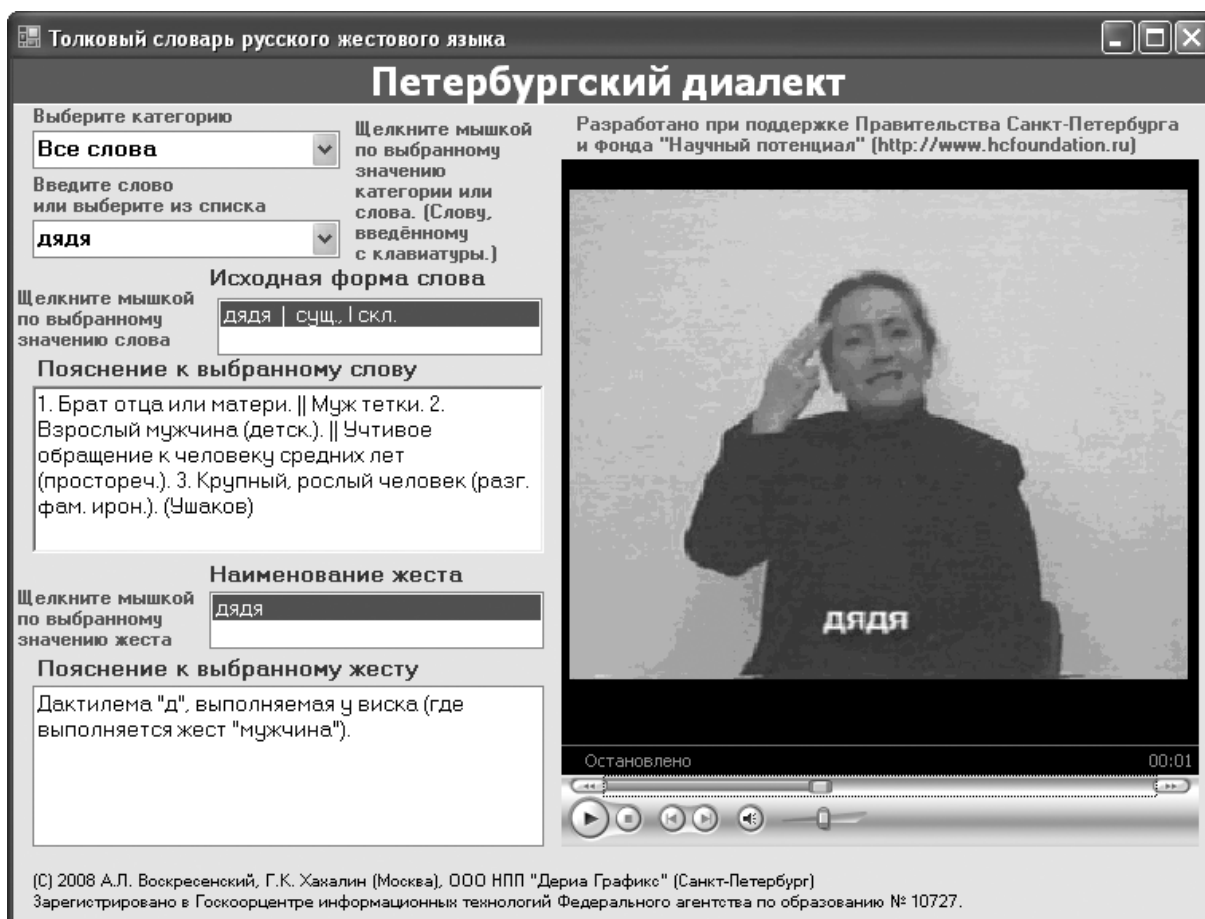 Толковый словарь русского жестового языка
Петербургский диалект
Выберите категорию
Все слова
Введите слово
или выберите из списка
дядя
Щелкните мышкой
по выбранному
значению
категории или
слова. (Слову,
введённому
с клавиатуры.)
Разработано при поддержке Правительства Санкт-Петербурга
и фонда "Научный потенциал" (http://www.hcfoundation.ru)
Исходная форма слова
Щелкните мышкой
по выбранному
значению слова
дядя | сущ., I скл.
Пояснение к выбранному слову
1. Брат отца или матери. || Муж тетки. 2.
Взрослый мужчина (детск.). || Учтивое
обращение к человеку средних лет
(простореч.). 3. Крупный, рослый человек (разг.
фам. ирон.). (Ушаков)
Наименование жеста
Щелкните мышкой
по выбранному
значению жеста
дядя
Пояснение к выбранному жесту
Дактилема "д", выполняемая у виска (где
выполняется жест "мужчина").
дядя
Остановлено
00:01
(C) 2008 А.Л. Воскресенский, Г.К. Хахалин (Москва), ООО НПП "Дериа Графикс" (Санкт-Петербург)
Зарегистрировано в Госкоорцентре информационных технологий Федерального агентства по образованию № 10727.